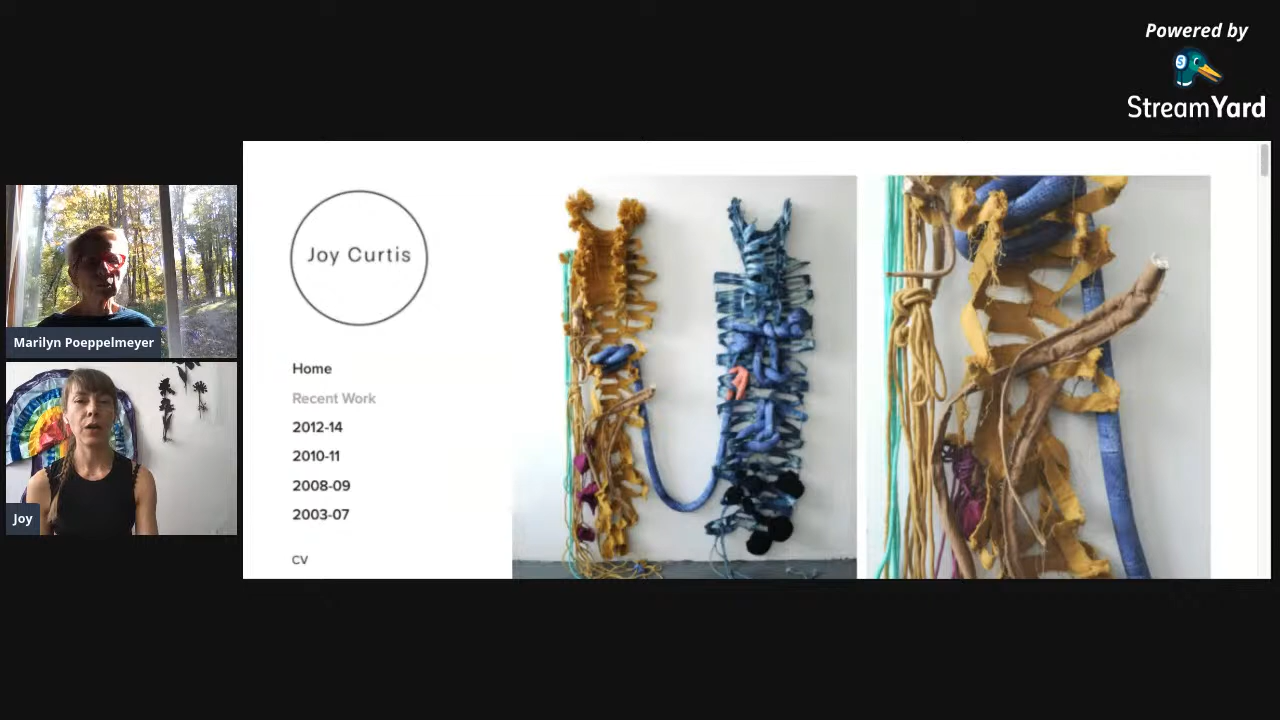 Powered by
StreamYard
Marilyn Poeppelmeyer
Joy
Joy Curtis
Home
Recent Work
2012-14
2010-11
2008-09
2003-07
CV